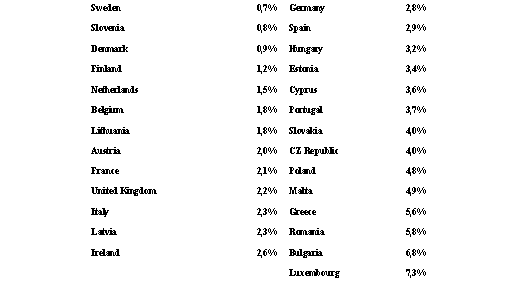 Sweden 0,7% Germany 2,8%
Slovenia 0,8% Spain 2,9%
Denmark 0,9% Hungary 3,2%
Finland 1,2% Estonia 3,4%
Netherlands 1,5% Cyprus 3,6%
Belgium 1,8% Portugal 3,7%
Lithuania 1,8% Slovakia 4,0%
Austria 2,0% CZ Republic 4,0%
France 2,1% Poland 4,8%
United Kingdom 2,2% Malta 4,9%
Italy 2,3% Greece 5,6%
Latvia 2,3% Romania 5,8%
Ireland 2,6% Bulgaria 6,8%
Luxembourg 7,3%